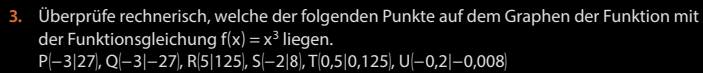 3. Überprüfe rechnerisch, welche der folgenden Punkte auf dem Graphen der Funktion mit
der Funktionsgleichung f(x) = x³ liegen.
P(−3|27), Q(−3|−27), R(5|125), S(−2|8), T(0,5|0,125), U(−0,2|−0,008)